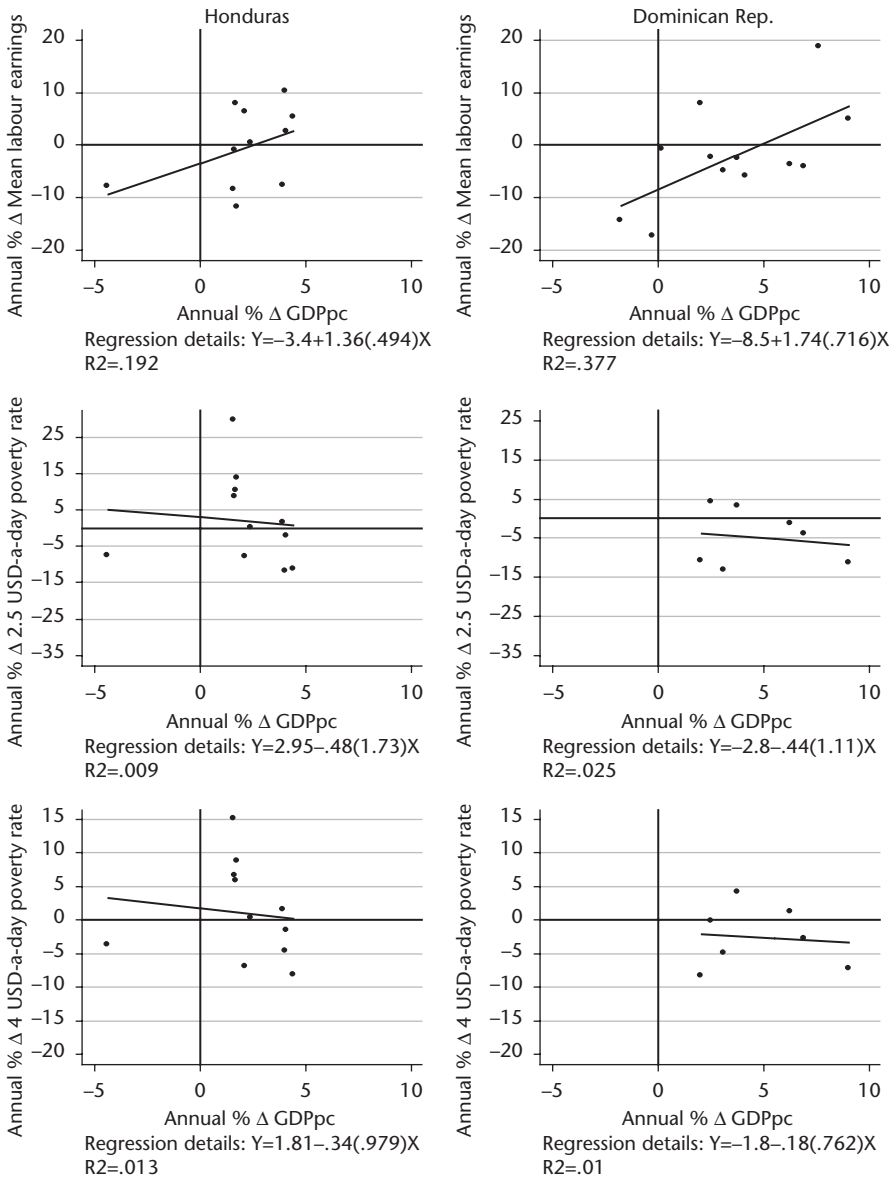 Honduras
Annual % Δ Mean labour earnings
20
10
0
–10
–20
–5 0 5 10
Annual % Δ GDPpc
Regression details: Y=–3.4+1.36(.494)X
R2=.192
Dominican Rep.
Annual % Δ Mean labour earnings
20
10
0
–10
–20
–5 0 5 10
Annual % Δ GDPpc
Regression details: Y=–8.5+1.74(.716)X
R2=.377
Annual % Δ 2.5 USD-a-day poverty rate
25
15
5
–5
–15
–25
–35
–5 0 5 10
Annual % Δ GDPpc
Regression details: Y=2.95–.48(1.73)X
R2=.009
Annual % Δ 2.5 USD-a-day poverty rate
25
15
5
–5
–15
–25
–35
–5 0 5 10
Annual % Δ GDPpc
Regression details: Y=–2.8–.44(1.11)X
R2=.025
Annual % Δ 4 USD-a-day poverty rate
15
10
5
0
–5
–10
–15
–20
–5 0 5 10
Annual % Δ GDPpc
Regression details: Y=1.81–.34(.979)X
R2=.013
Annual % Δ 4 USD-a-day poverty rate
15
10
5
0
–5
–10
–15
–20
–5 0 5 10
Annual % Δ GDPpc
Regression details: Y=–1.8–.18(.762)X
R2=.01